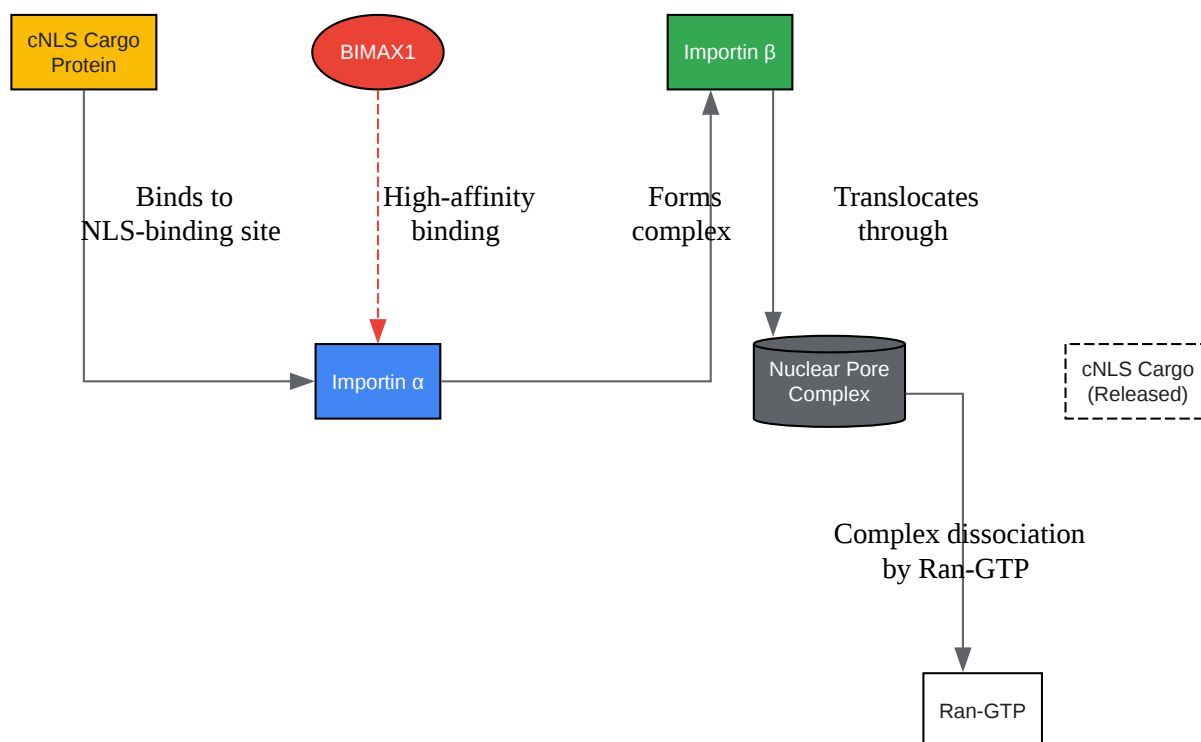 cNLS Cargo
Protein
BIMAX1
Importin β
Binds to
NLS-binding site
High-affinity
binding
Forms
complex
Translocates
through
Importin α
Nuclear Pore
Complex
cNLS Cargo
(Released)
Complex dissociation
by Ran-GTP
Ran-GTP